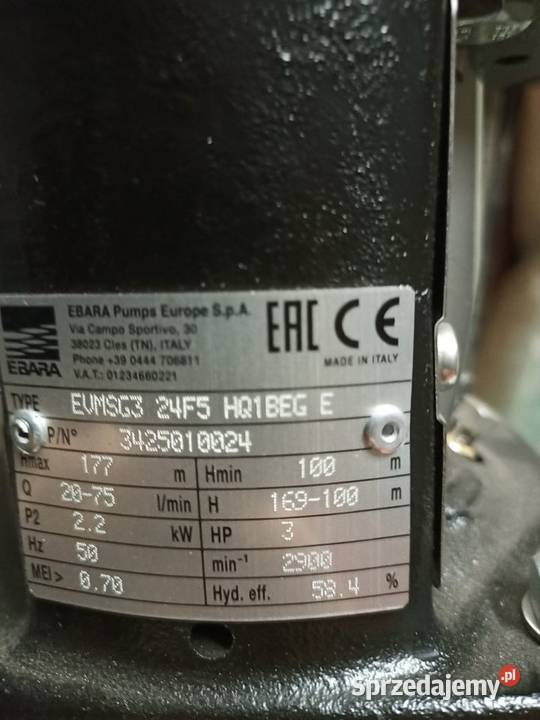 EBARA
EBARA Pumps Europe S.p.A.
Via Campo Sportivo, 30
38023 Cles (TN), ITALY
Phone +39 0444 706811
V.A.T.: 01234660221
EAC CE
MADE IN ITALY
TYPE EVMSG3 24F5 HQ1BEG E
P/N° 3425010024
Hmax 177 m Hmin 100 m
Q 20-75 l/min H 169-100 m
P2 2.2 kW HP 3
Hz 50 min⁻¹ 2900
MEI > 0.70 Hyd. eff. 58.4 %
Sprzedajemy.pl